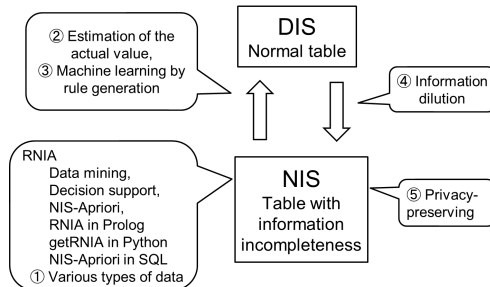 ② Estimation of the
actual value,
③ Machine learning by
rule generation
DIS
Normal table
④ Information
dilution
RNIA
Data mining,
Decision support,
NIS-Apriori,
RNIA in Prolog
getRNIA in Python
NIS-Apriori in SQL
① Various types of data
NIS
Table with
information
incompleteness
⑤ Privacy-
preserving